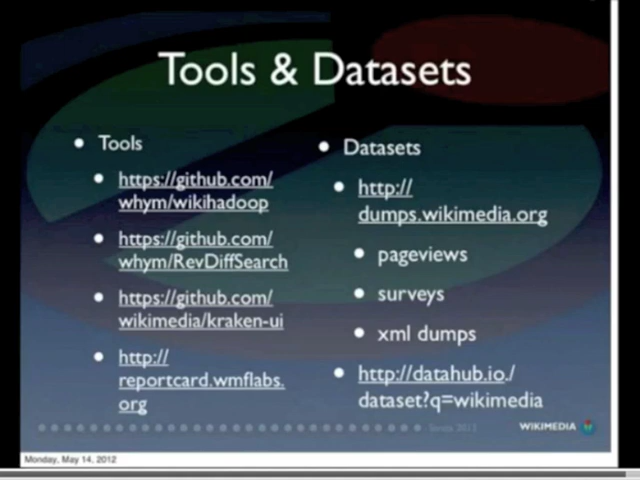 Tools & Datasets
Tools
https://github.com/
whym/wikihadoop
https://github.com/
whym/RevDiffSearch
https://github.com/
wikimedia/kraken-ui
http://
reportcard.wmflabs.
org
Datasets
http://
dumps.wikimedia.org
pageviews
surveys
xml dumps
http://datahub.io./
dataset?q=wikimedia
WIKIMEDIA
Monday, May 14, 2012